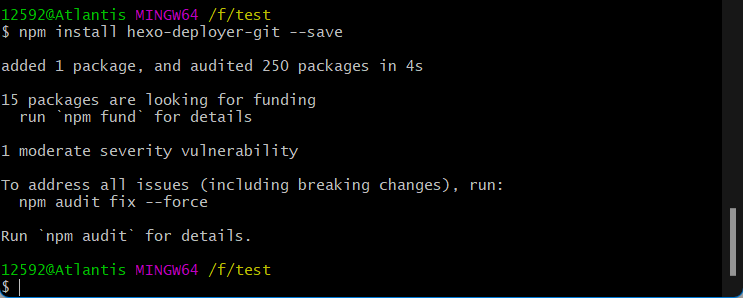 12592@Atlantis MINGW64 /f/test
$ npm install hexo-deployer-git --save
added 1 package, and audited 250 packages in 4s
15 packages are looking for funding
run `npm fund` for details
1 moderate severity vulnerability
To address all issues (including breaking changes), run:
npm audit fix --force
Run `npm audit` for details.
12592@Atlantis MINGW64 /f/test
$